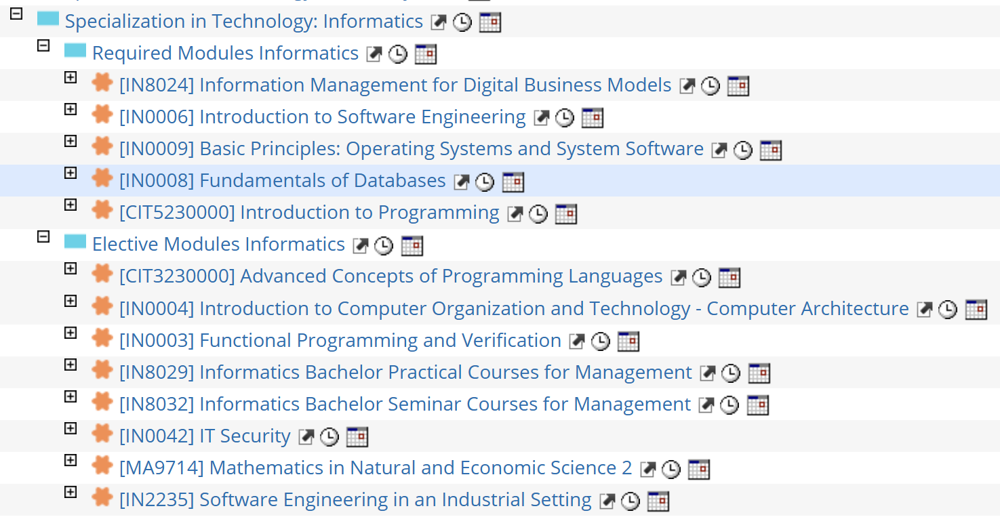 Specialization in Technology: Informatics
Required Modules Informatics
[IN8024] Information Management for Digital Business Models
[IN0006] Introduction to Software Engineering
[IN0009] Basic Principles: Operating Systems and System Software
[IN0008] Fundamentals of Databases
[CIT5230000] Introduction to Programming
Elective Modules Informatics
[CIT3230000] Advanced Concepts of Programming Languages
[IN0004] Introduction to Computer Organization and Technology - Computer Architecture
[IN0003] Functional Programming and Verification
[IN8029] Informatics Bachelor Practical Courses for Management
[IN8032] Informatics Bachelor Seminar Courses for Management
[IN0042] IT Security
[MA9714] Mathematics in Natural and Economic Science 2
[IN2235] Software Engineering in an Industrial Setting